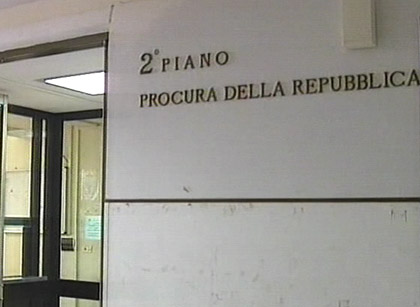 2° PIANO
PROCURA DELLA REPUBBLICA